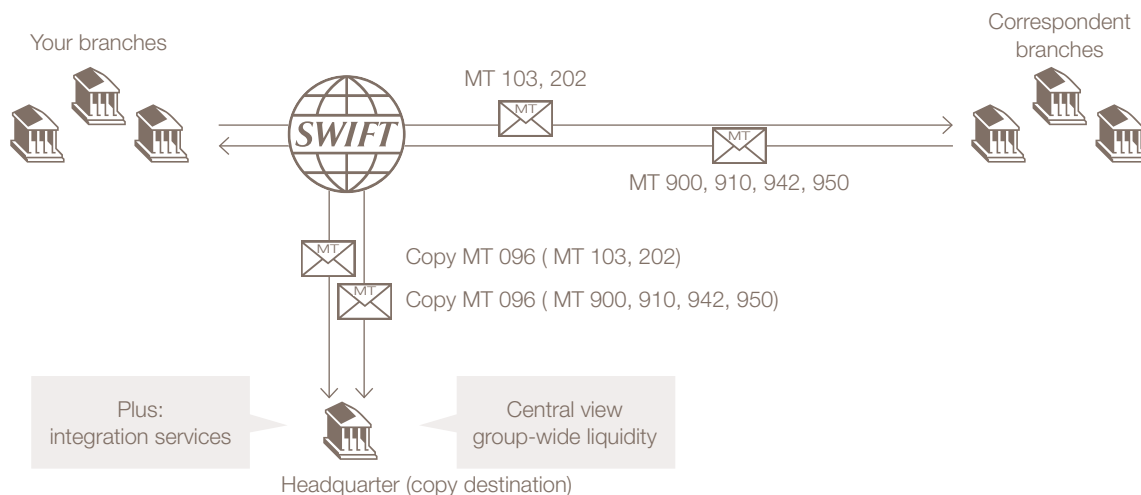 Your branches
Correspondent
branches
MT 103, 202
MT
SWIFT
MT
MT 900, 910, 942, 950
MT
Copy MT 096 ( MT 103, 202)
MT
Copy MT 096 ( MT 900, 910, 942, 950)
Plus:
integration services
Central view
group-wide liquidity
Headquarter (copy destination)